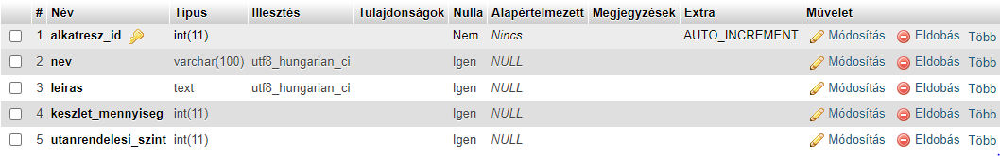 # Név Típus Illesztés Tulajdonságok Nulla Alapértelmezett Megjegyzések Extra Művelet
1 alkatresz_id int(11) Nem Nincs AUTO_INCREMENT Módosítás Eldobás Több
2 nev varchar(100) utf8_hungarian_ci Igen NULL Módosítás Eldobás Több
3 leiras text utf8_hungarian_ci Igen NULL Módosítás Eldobás Több
4 keszlet_mennyiseg int(11) Igen NULL Módosítás Eldobás Több
5 utanrendelesi_szint int(11) Igen NULL Módosítás Eldobás Több